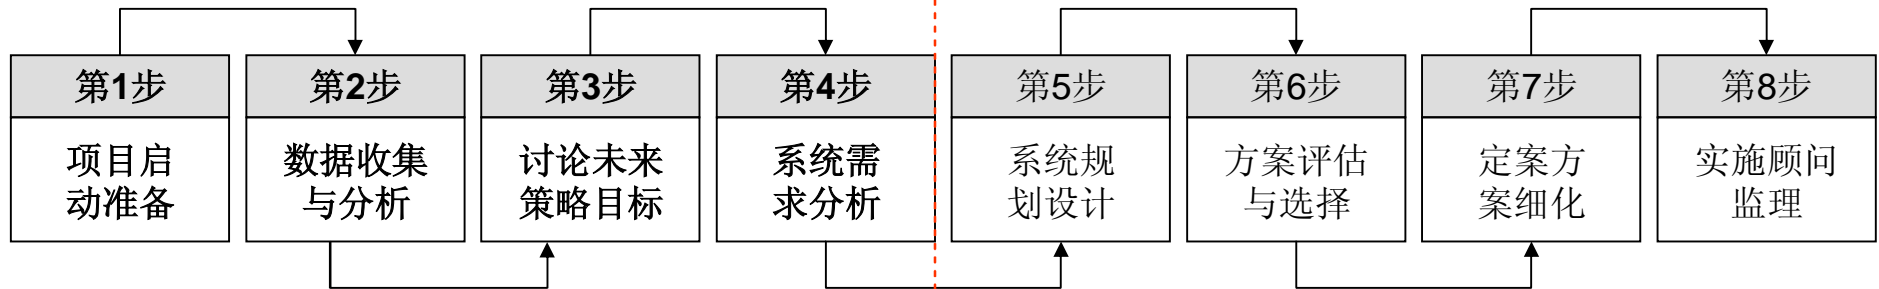 第1步
项目启
动准备
第2步
数据收集
与分析
第3步
讨论未来
策略目标
第4步
系统需
求分析
第5步
系统规
划设计
第6步
方案评估
与选择
第7步
定案方
案细化
第8步
实施顾问
监理